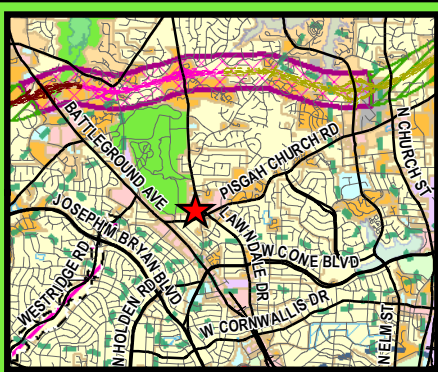 BATTLEGROUND AVE
PISGAH CHURCH RD
N CHURCH ST
JOSEPH M BRYAN BLVD
LAWNDALE DR
WESTRIDGE RD
W CONE BLVD
N HOLDEN RD
W CORNWALLIS DR
N ELM ST